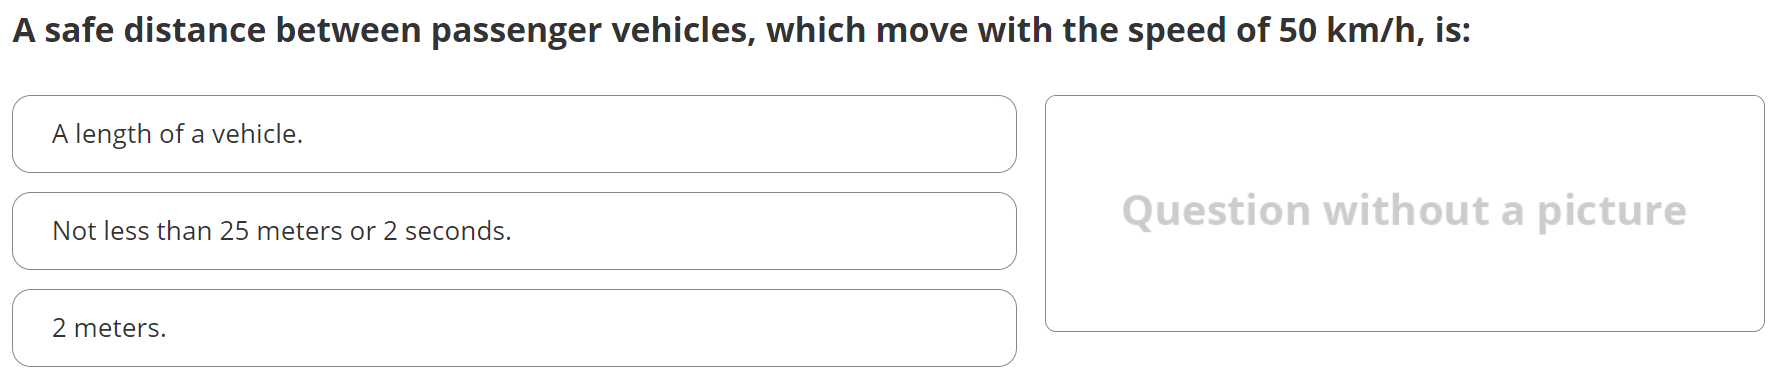 A safe distance between passenger vehicles, which move with the speed of 50 km/h, is:
A length of a vehicle.
Not less than 25 meters or 2 seconds.
2 meters.
Question without a picture